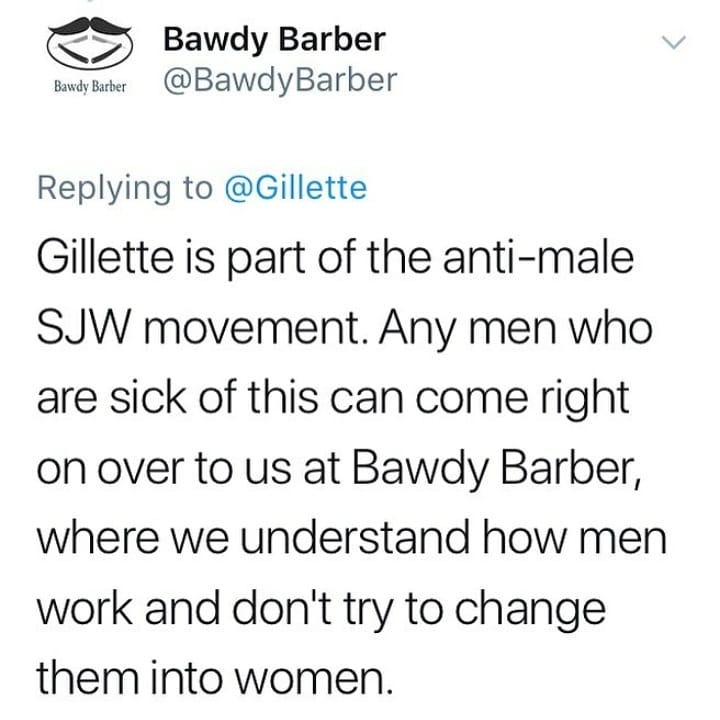 Bawdy Barber
Bawdy Barber
@BawdyBarber
Replying to @Gillette
Gillette is part of the anti-male
SJW movement. Any men who
are sick of this can come right
on over to us at Bawdy Barber,
where we understand how men
work and don't try to change
them into women.